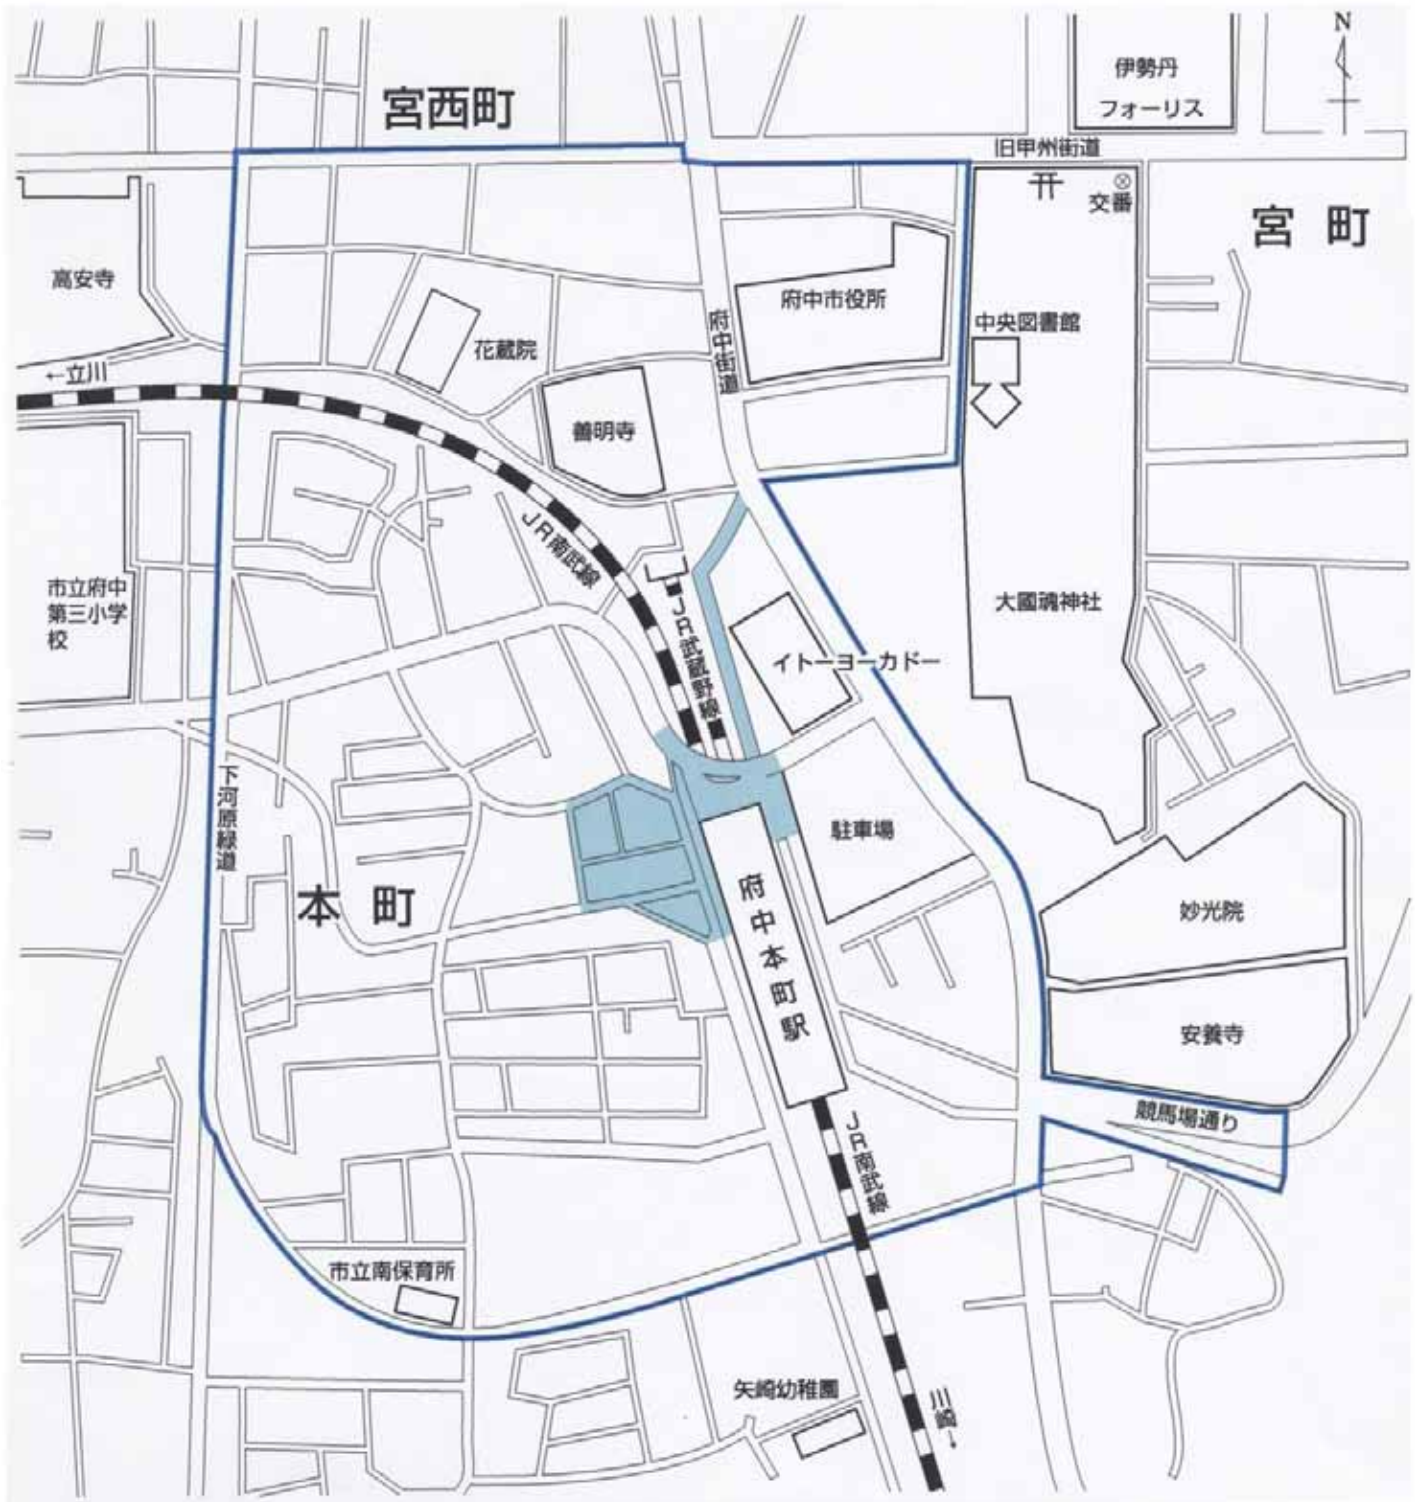 N
伊勢丹
フォーリス
宮西町
旧甲州街道
交番
宮町
高安寺
府中市役所
中央図書館
府中街道
花蔵院
←立川
善明寺
JR南武線
市立府中
第三小学
校
大國魂神社
JR武蔵野線
イトーヨーカドー
下河原緑道
駐車場
本町
府中本町駅
妙光院
安養寺
競馬場通り
JR南武線
市立南保育所
矢崎幼稚園
川崎→